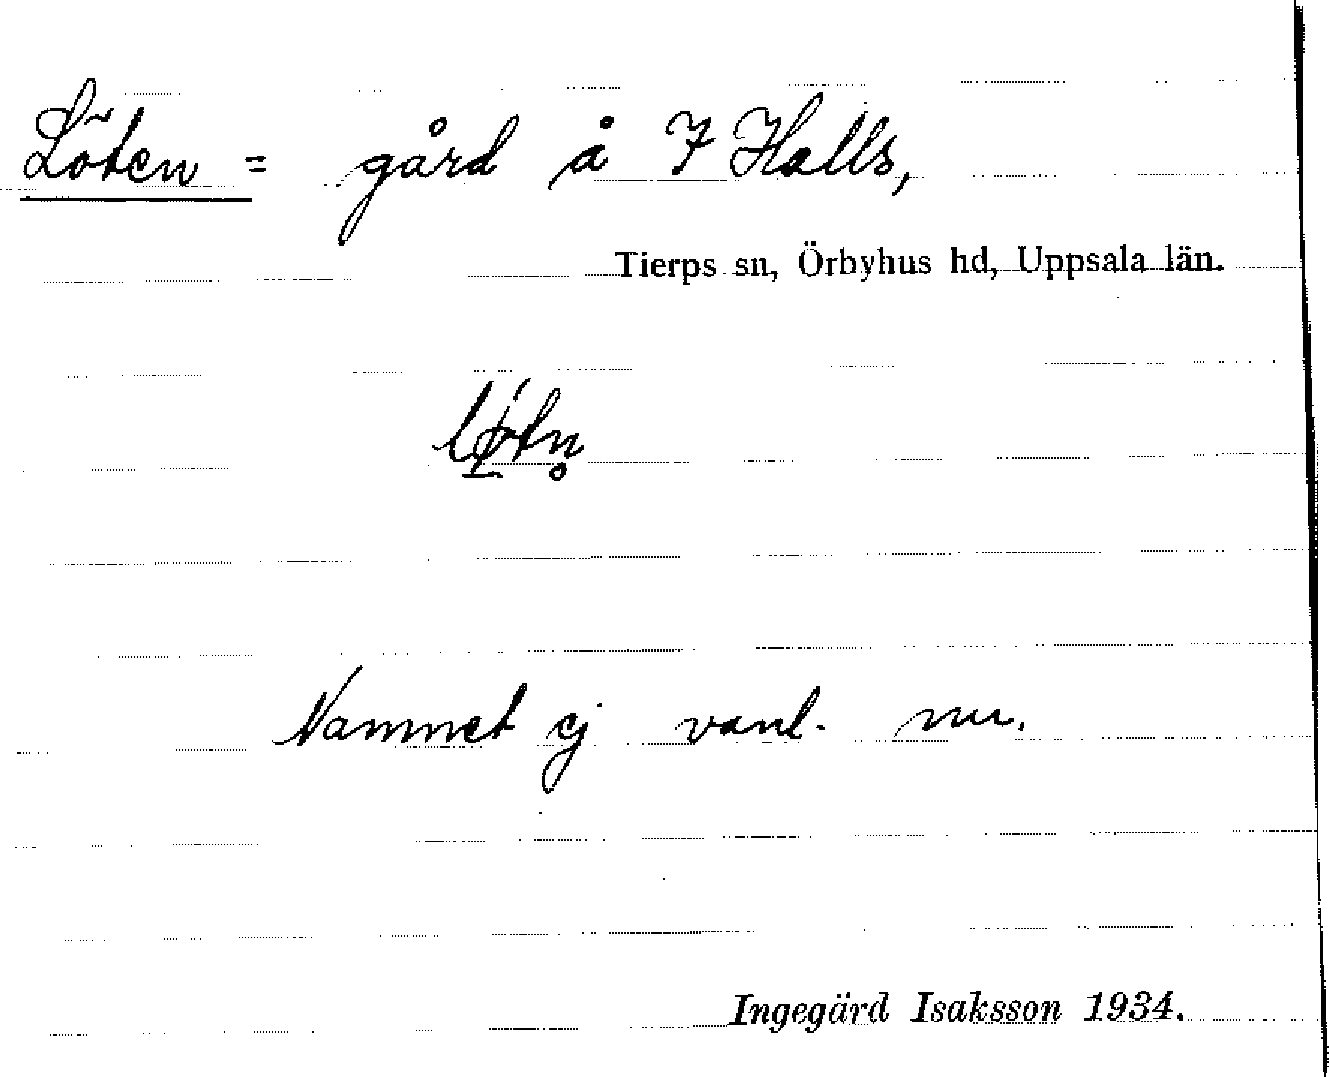 Löten = gård å 7 Halls,
Tierps sn, Örbyhus hd, Uppsala län.
Namnet ej vanl. nu.
Ingegärd Isaksson 1934.